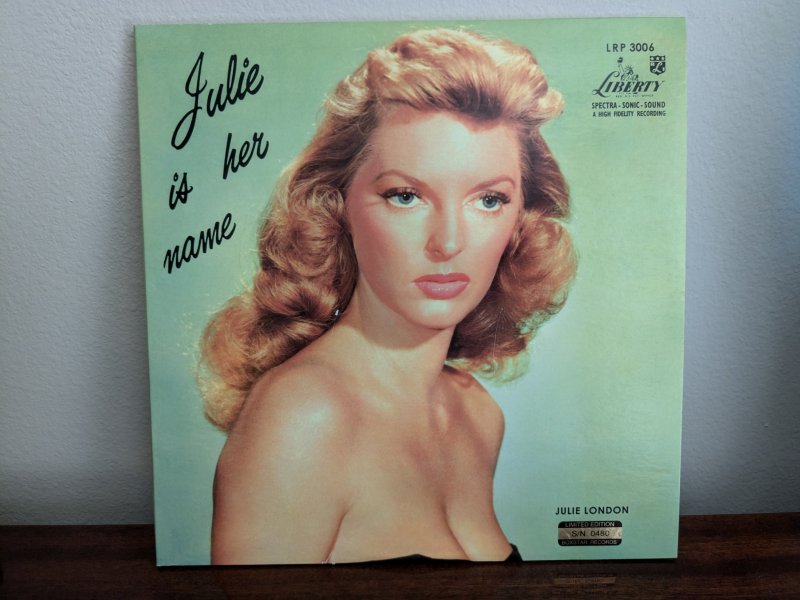 Julie
is her
name
LRP 3006
LIBERTY
SPECTRA-SONIC-SOUND
A HIGH FIDELITY RECORDING
JULIE LONDON
LIMITED EDITION
S/N 0480
BOXSTAR RECORDS